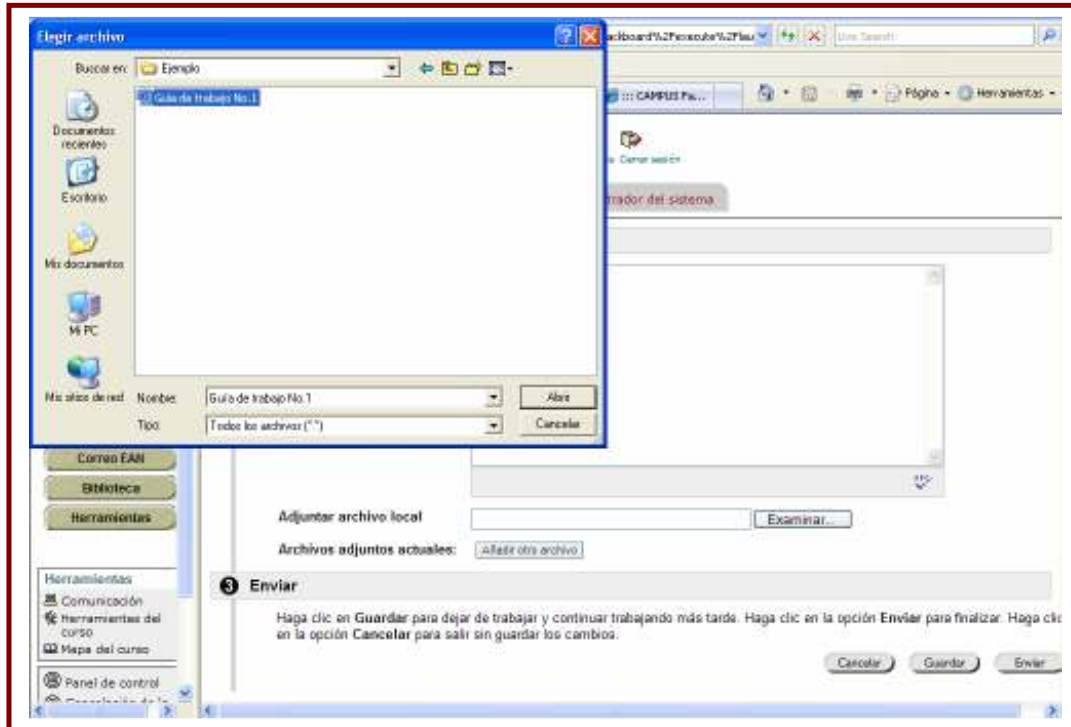 Elegir archivo
Buscar en: Ejemplo
Guía de trabajo No.1
Documentos
recientes
Escritorio
Mis documentos
Mi PC
Mis sitios de red
Nombre: Guía de trabajo No.1 Abrir
Tipo: Todos los archivos (*.*) Cancelar
Live Search
::: CAMPUS Pa...
Página
Herramientas
Cerrar sesión
del sistema
Correo EAN
Biblioteca
Herramientas
Adjuntar archivo local Examinar...
Archivos adjuntos actuales: Añadir otro archivo
Herramientas
Comunicación
Herramientas del
curso
Mapa del curso
Panel de control
3 Enviar
Haga clic en Guardar para dejar de trabajar y continuar trabajando más tarde. Haga clic en la opción Enviar para finalizar. Haga clic
en la opción Cancelar para salir sin guardar los cambios.
Cancelar Guardar Enviar